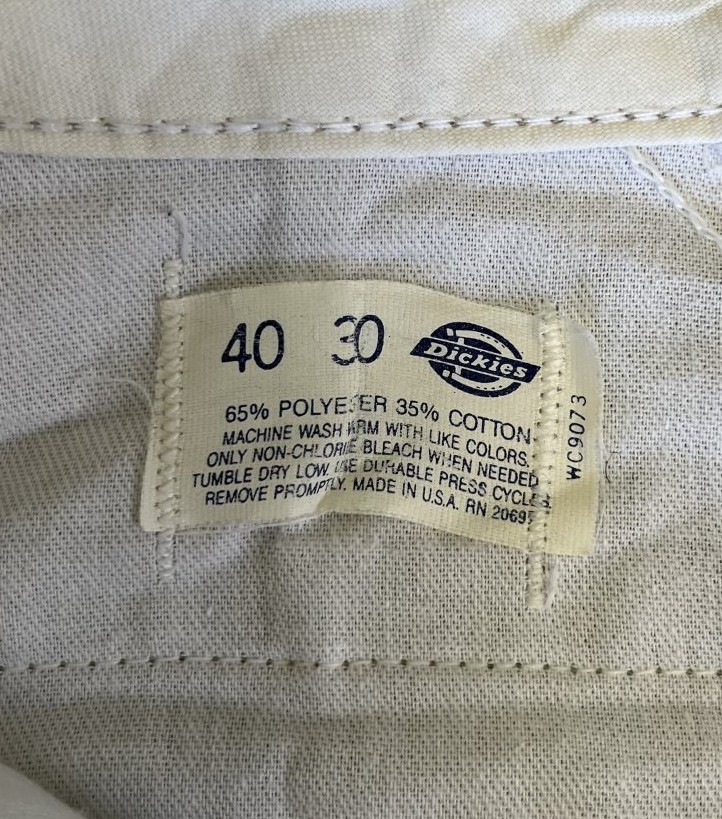 40 30 Dickies
65% POLYESTER 35% COTTON
MACHINE WASH WARM WITH LIKE COLORS.
ONLY NON-CHLORINE BLEACH WHEN NEEDED
TUMBLE DRY LOW. USE DURABLE PRESS CYCLES.
REMOVE PROMPTLY. MADE IN U.S.A. RN 20697
WC9073